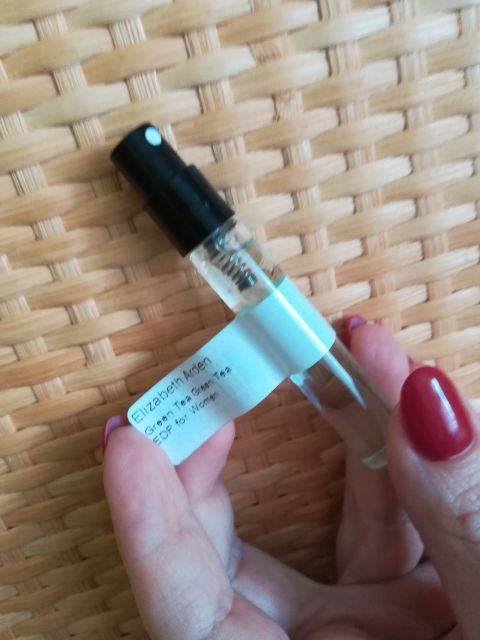 Elizabeth Arden
Green Tea Green Tea
EDP for Women